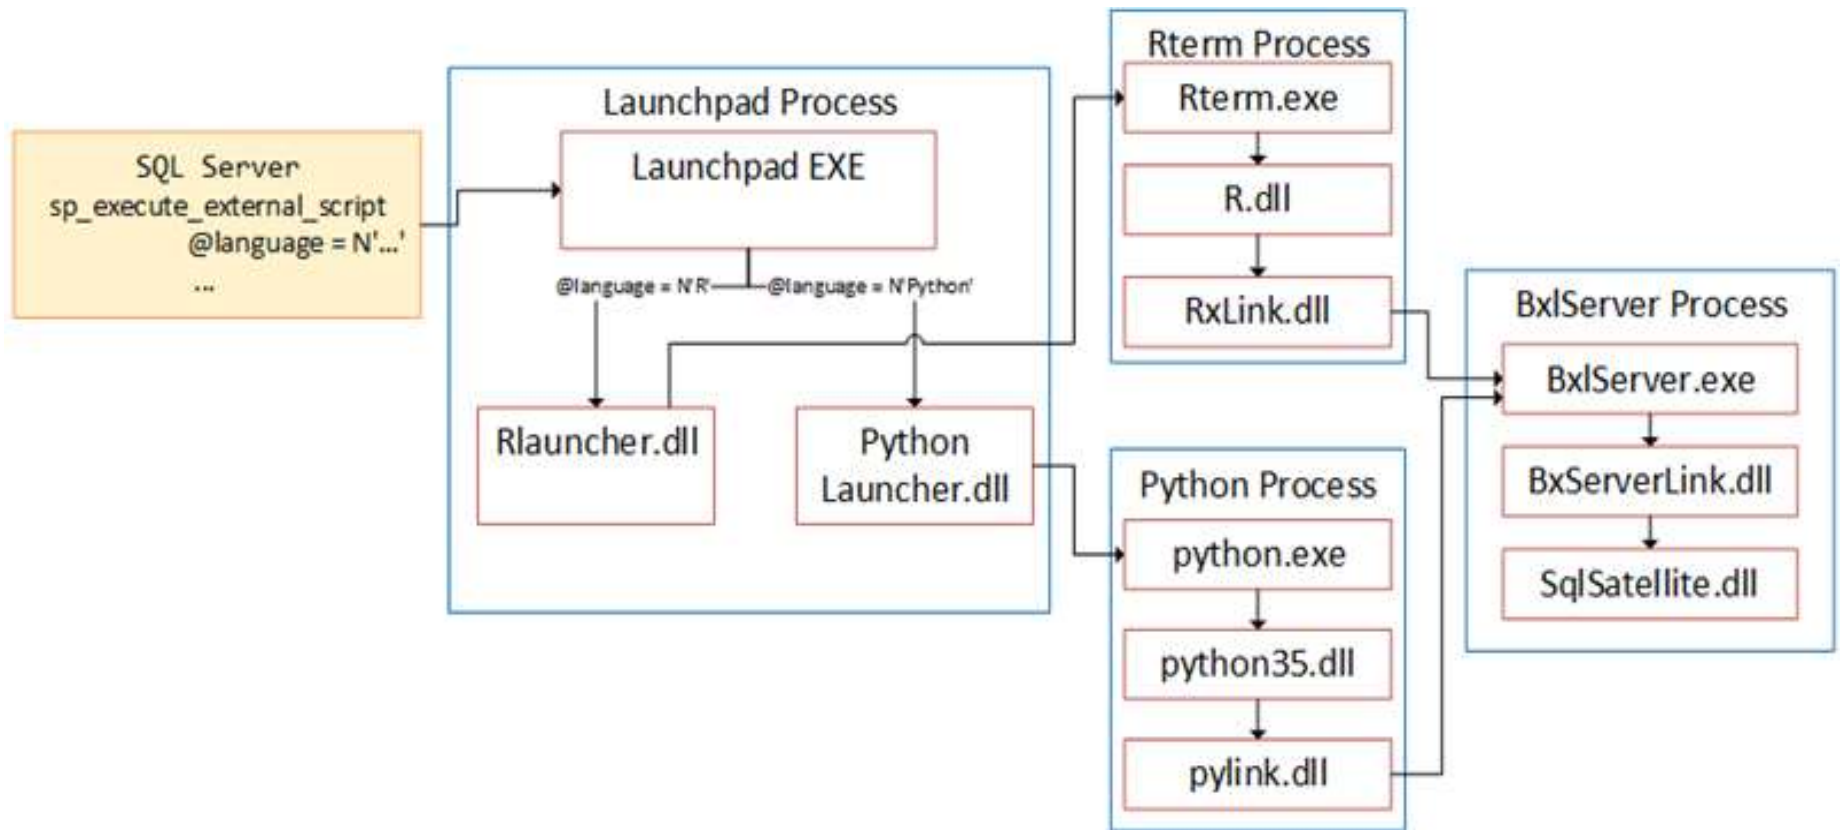 SQL Server
sp_execute_external_script
@language = N'...'
...
Launchpad Process
Launchpad EXE
@language = N'R'
@language = N'Python'
Rlauncher.dll
Python
Launcher.dll
Rterm Process
Rterm.exe
R.dll
RxLink.dll
Python Process
python.exe
python35.dll
pylink.dll
BxlServer Process
BxlServer.exe
BxServerLink.dll
SqlSatellite.dll